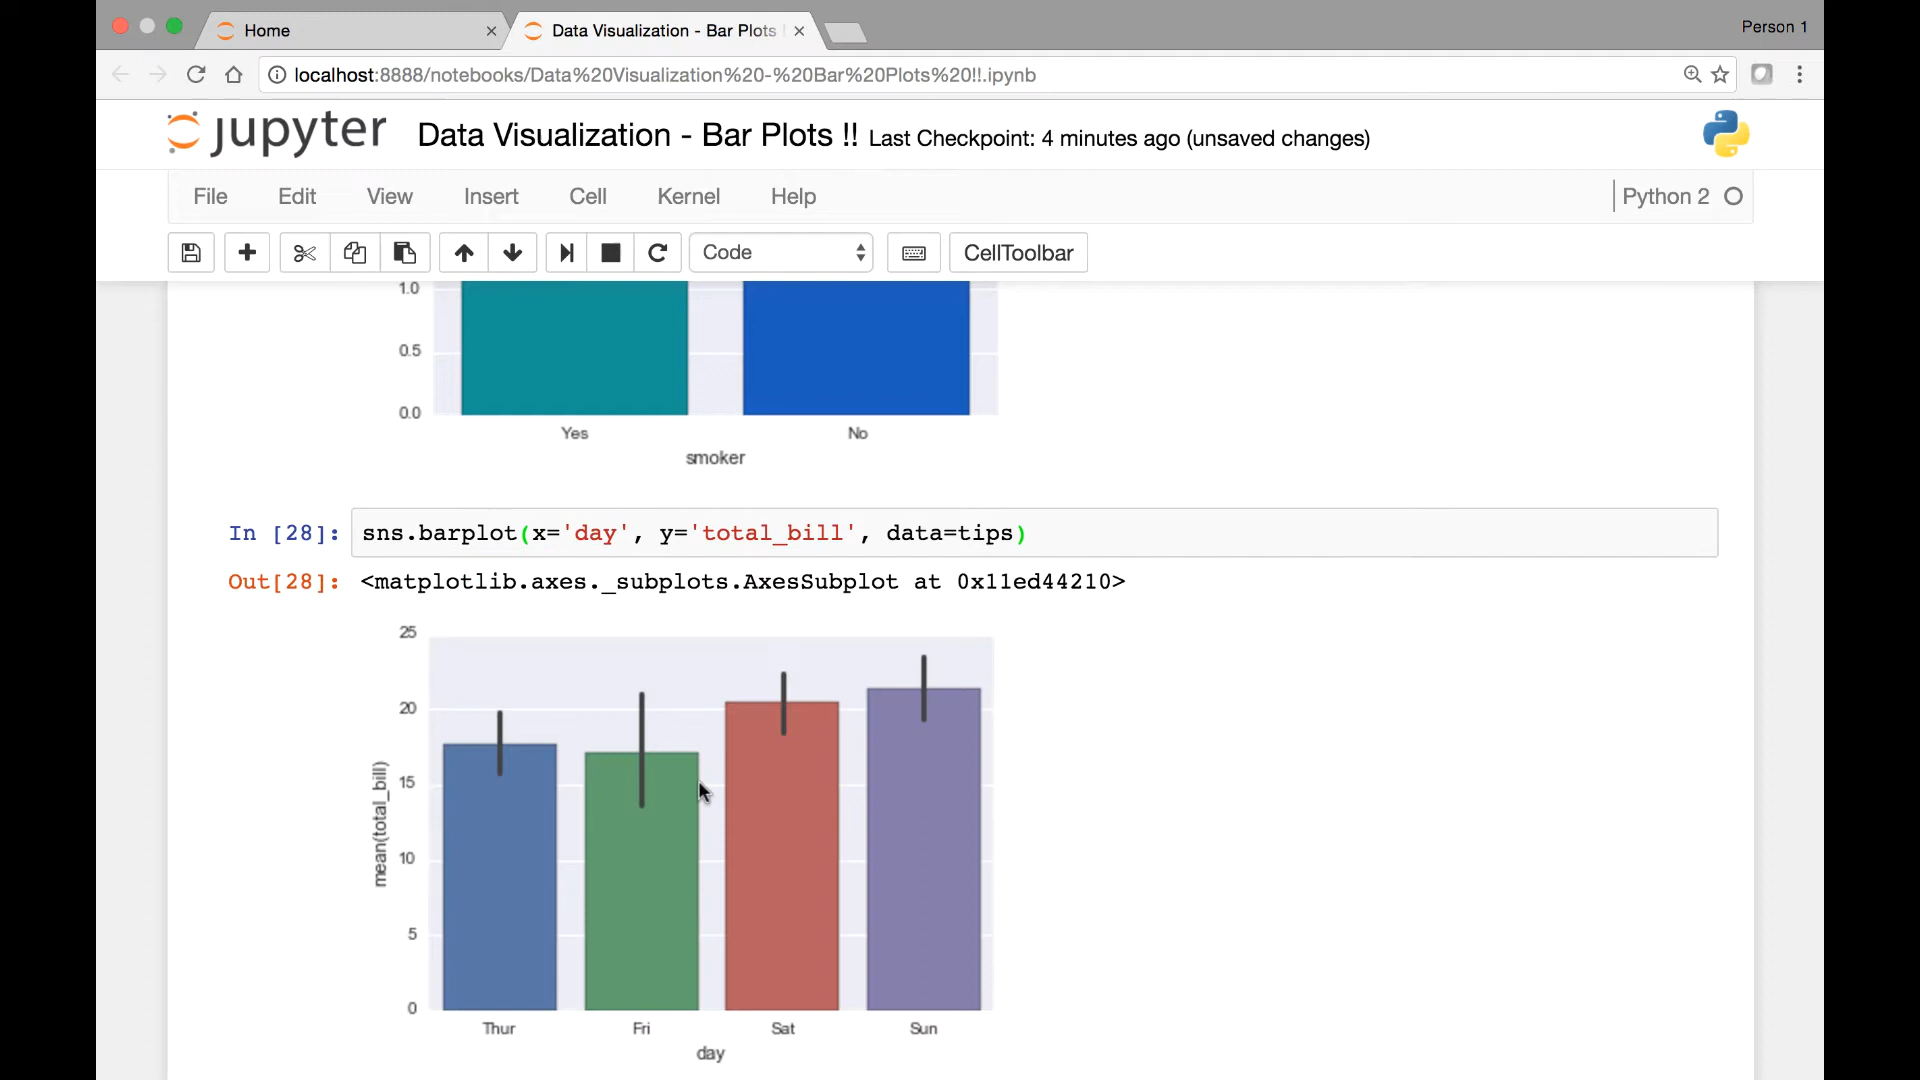 Home
Data Visualization - Bar Plots
Person 1
localhost:8888/notebooks/Data%20Visualization%20-%20Bar%20Plots%20!!.ipynb
jupyter Data Visualization - Bar Plots !! Last Checkpoint: 4 minutes ago (unsaved changes)
File Edit View Insert Cell Kernel Help Python 2
Code CellToolbar
1.0
0.5
0.0
Yes No
smoker
In [28]: sns.barplot(x='day', y='total_bill', data=tips)
Out[28]: <matplotlib.axes._subplots.AxesSubplot at 0x11ed44210>
25
20
15
10
5
0
mean(total_bill)
Thur Fri Sat Sun
day